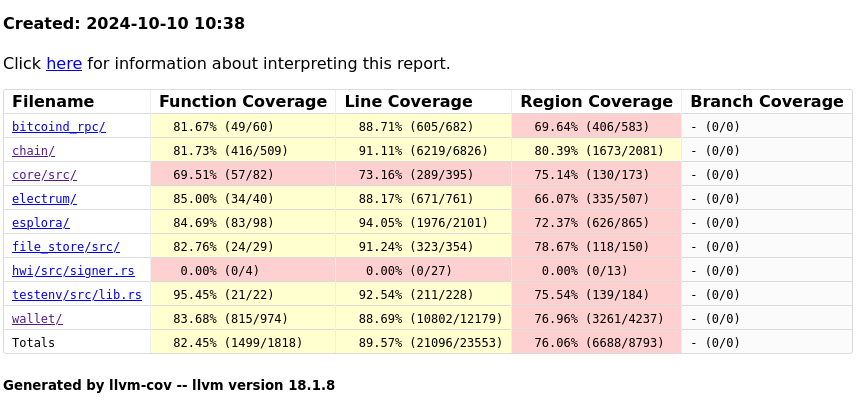 Created: 2024-10-10 10:38
Click here for information about interpreting this report.
Filename Function Coverage Line Coverage Region Coverage Branch Coverage
bitcoind_rpc/ 81.67% (49/60) 88.71% (605/682) 69.64% (406/583) - (0/0)
chain/ 81.73% (416/509) 91.11% (6219/6826) 80.39% (1673/2081) - (0/0)
core/src/ 69.51% (57/82) 73.16% (289/395) 75.14% (130/173) - (0/0)
electrum/ 85.00% (34/40) 88.17% (671/761) 66.07% (335/507) - (0/0)
esplora/ 84.69% (83/98) 94.05% (1976/2101) 72.37% (626/865) - (0/0)
file_store/src/ 82.76% (24/29) 91.24% (323/354) 78.67% (118/150) - (0/0)
hwi/src/signer.rs 0.00% (0/4) 0.00% (0/27) 0.00% (0/13) - (0/0)
testenv/src/lib.rs 95.45% (21/22) 92.54% (211/228) 75.54% (139/184) - (0/0)
wallet/ 83.68% (815/974) 88.69% (10802/12179) 76.96% (3261/4237) - (0/0)
Totals 82.45% (1499/1818) 89.57% (21096/23553) 76.06% (6688/8793) - (0/0)
Generated by llvm-cov -- llvm version 18.1.8